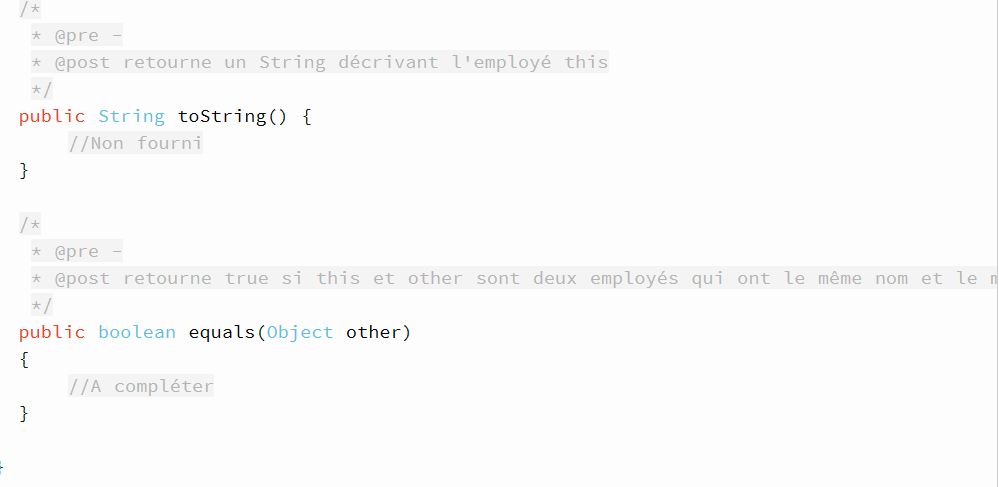 /*
* @pre -
* @post retourne un String décrivant l'employé this
*/
public String toString() {
//Non fourni
}
/*
* @pre -
* @post retourne true si this et other sont deux employés qui ont le même nom et le
*/
public boolean equals(Object other)
{
//A compléter
}
}